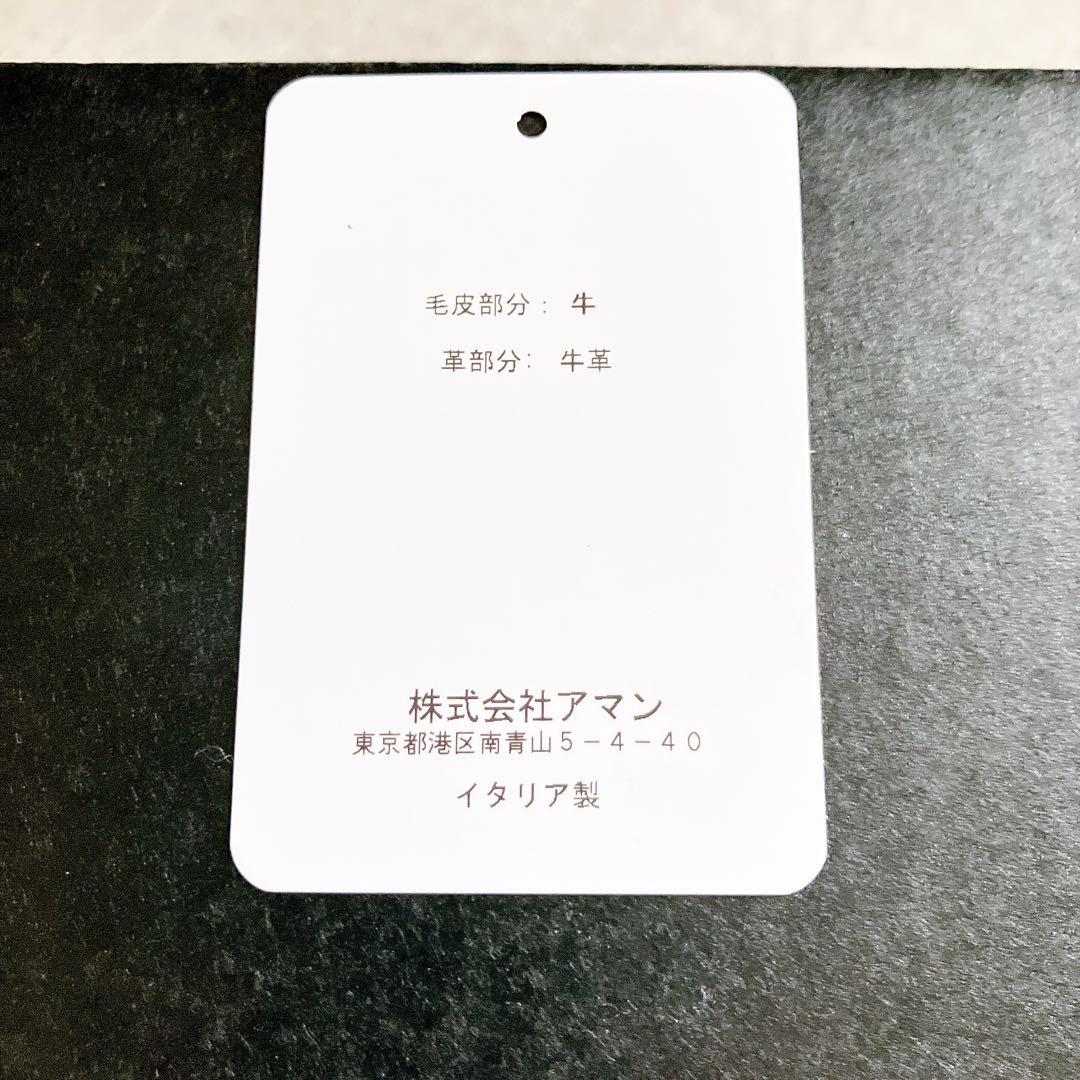 毛皮部分： 牛
革部分： 牛革
株式会社アマン
東京都港区南青山５－４－４０
イタリア製